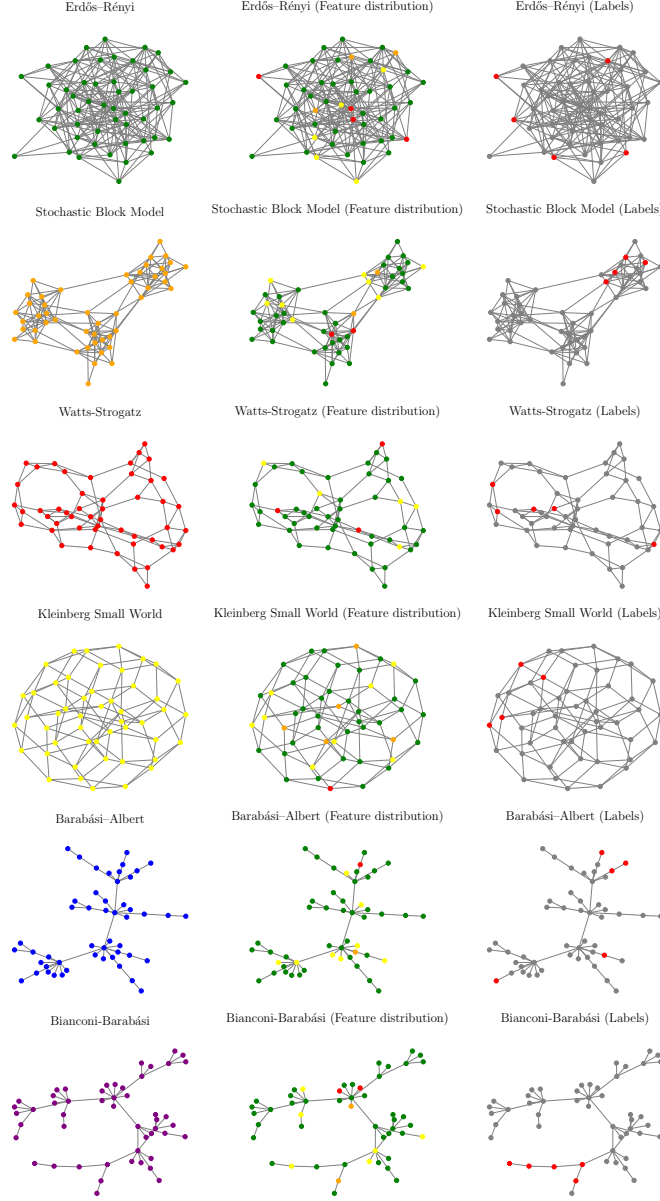 Erdős–Rényi
Erdős–Rényi (Feature distribution)
Erdős–Rényi (Labels)
Stochastic Block Model
Stochastic Block Model (Feature distribution)
Stochastic Block Model (Labels)
Watts-Strogatz
Watts-Strogatz (Feature distribution)
Watts-Strogatz (Labels)
Kleinberg Small World
Kleinberg Small World (Feature distribution)
Kleinberg Small World (Labels)
Barabási–Albert
Barabási–Albert (Feature distribution)
Barabási–Albert (Labels)
Bianconi-Barabási
Bianconi-Barabási (Feature distribution)
Bianconi-Barabási (Labels)